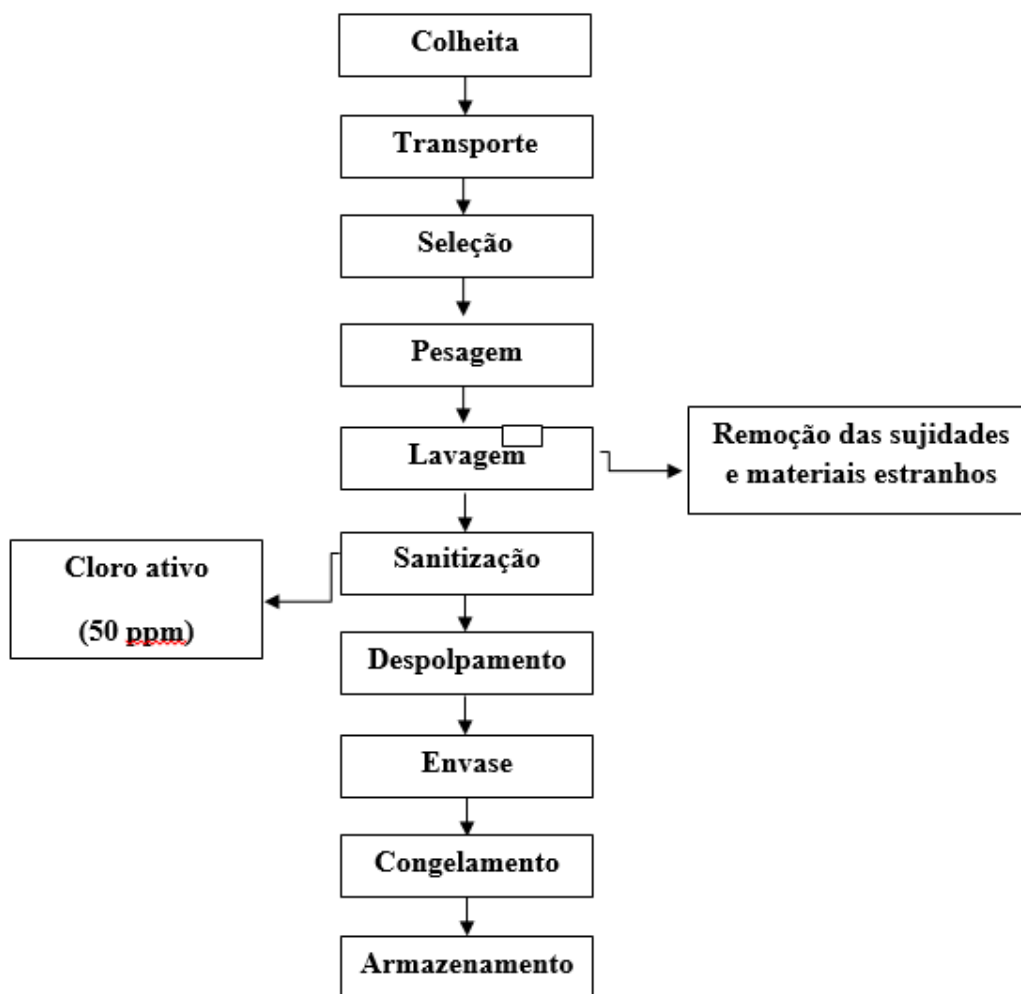 Colheita
Transporte
Seleção
Pesagem
Lavagem
Remoção das sujidades
e materiais estranhos
Sanitização
Cloro ativo
(50 ppm)
Despolpamento
Envase
Congelamento
Armazenamento